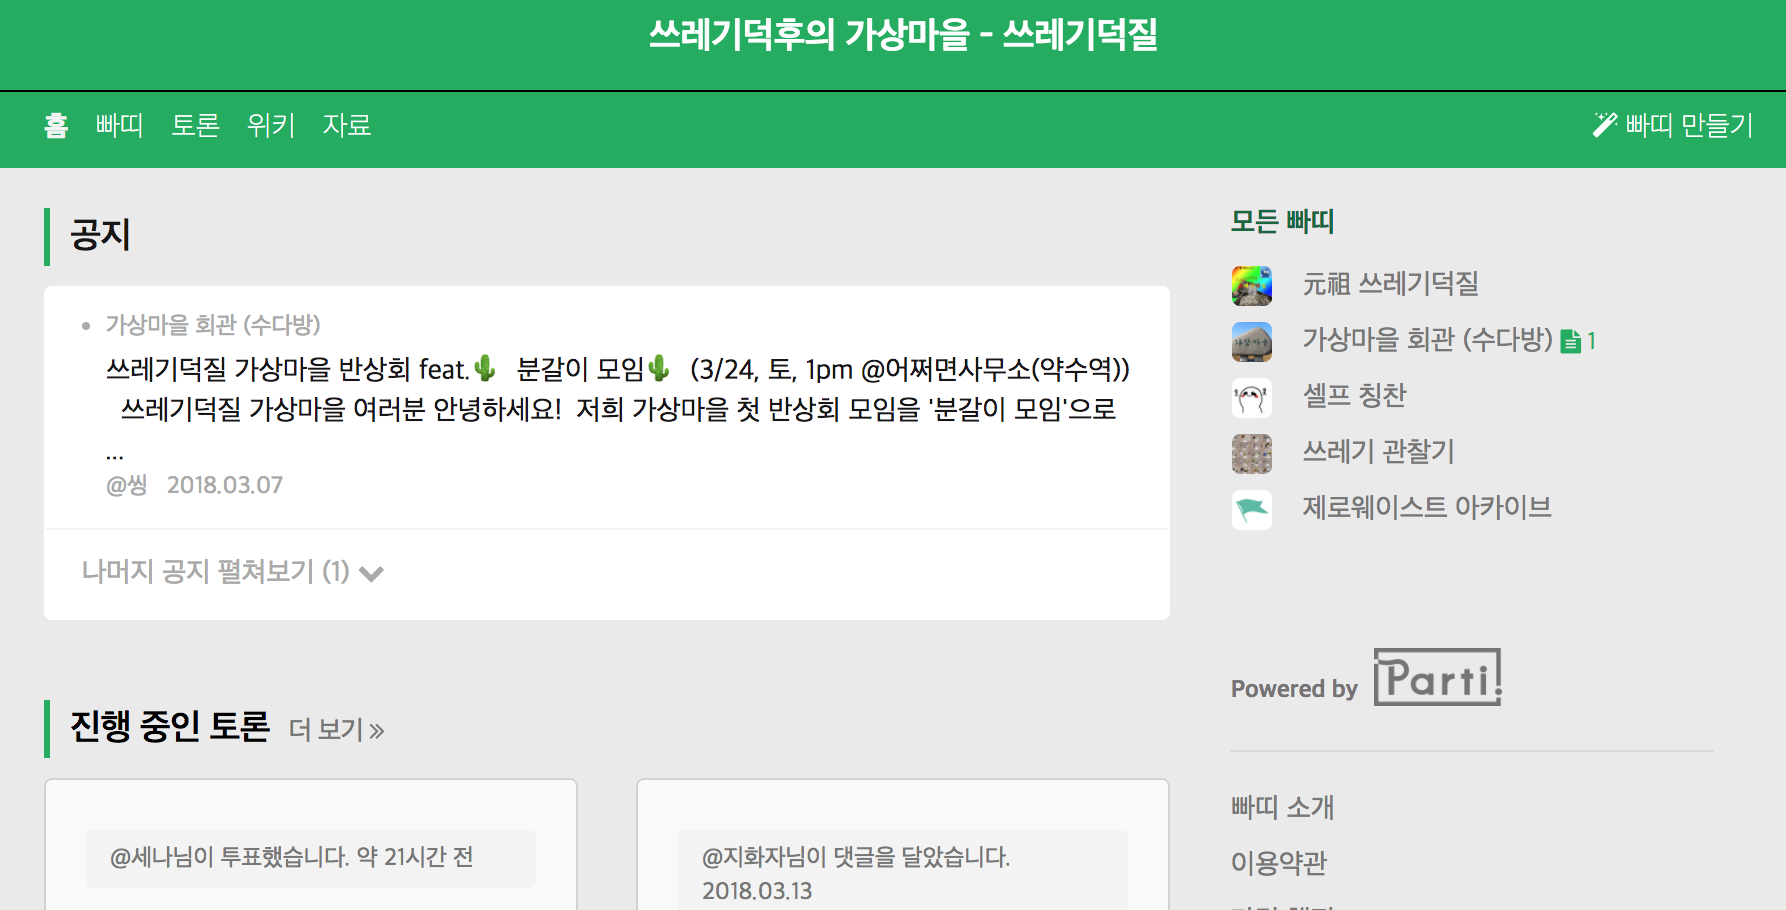 쓰레기덕후의 가상마을 - 쓰레기덕질
홈 빠띠 토론 위키 자료
빠띠 만들기
공지
가상마을 회관 (수다방)
쓰레기덕질 가상마을 반상회 feat.🌵 분갈이 모임🌵 (3/24, 토, 1pm @어쩌면사무소(약수역))
쓰레기덕질 가상마을 여러분 안녕하세요! 저희 가상마을 첫 반상회 모임을 '분갈이 모임'으로
...
@씽 2018.03.07
나머지 공지 펼쳐보기 (1)
진행 중인 토론 더 보기 »
@세나님이 투표했습니다. 약 21시간 전
@지화자님이 댓글을 달았습니다.
2018.03.13
모든 빠띠
元祖 쓰레기덕질
가상마을 회관 (수다방) 1
셀프 칭찬
쓰레기 관찰기
제로웨이스트 아카이브
Powered by Parti!
빠띠 소개
이용약관